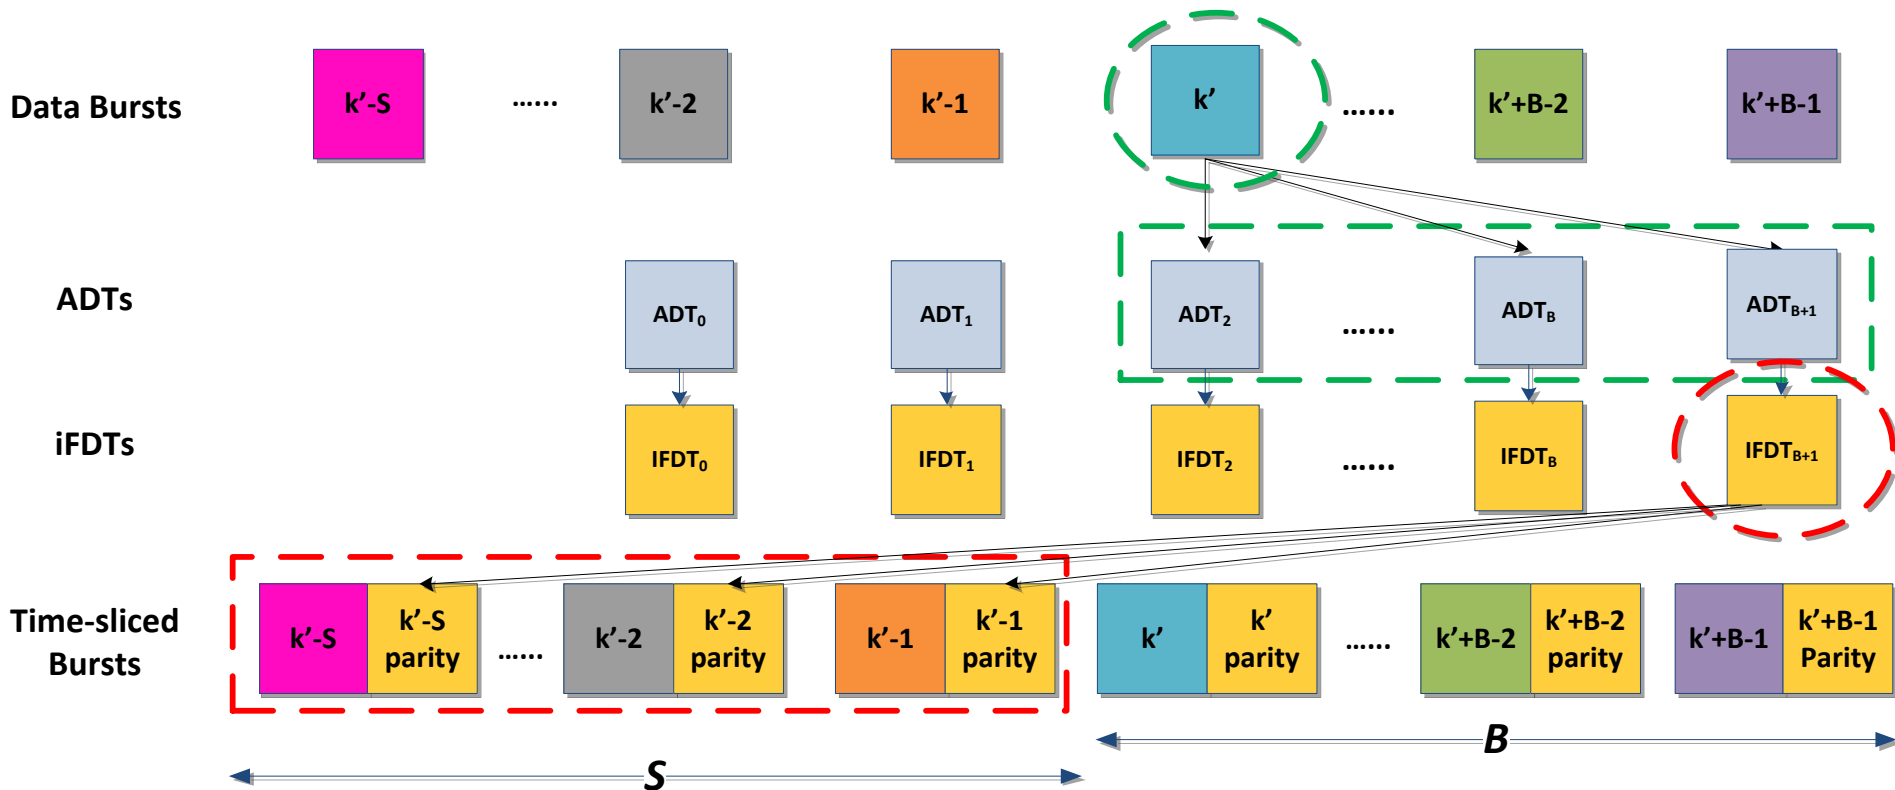 Data Bursts
k’-S
......
k’-2
k’-1
k’
......
k’+B-2
k’+B-1
ADTs
ADT0
ADT1
ADT2
......
ADTB
ADTB+1
iFDTs
IFDT0
IFDT1
IFDT2
......
IFDTB
IFDTB+1
Time-sliced
Bursts
k’-S
k’-S
parity
......
k’-2
k’-2
parity
k’-1
k’-1
parity
k’
k’
parity
......
k’+B-2
k’+B-2
parity
k’+B-1
k’+B-1
Parity
S
B